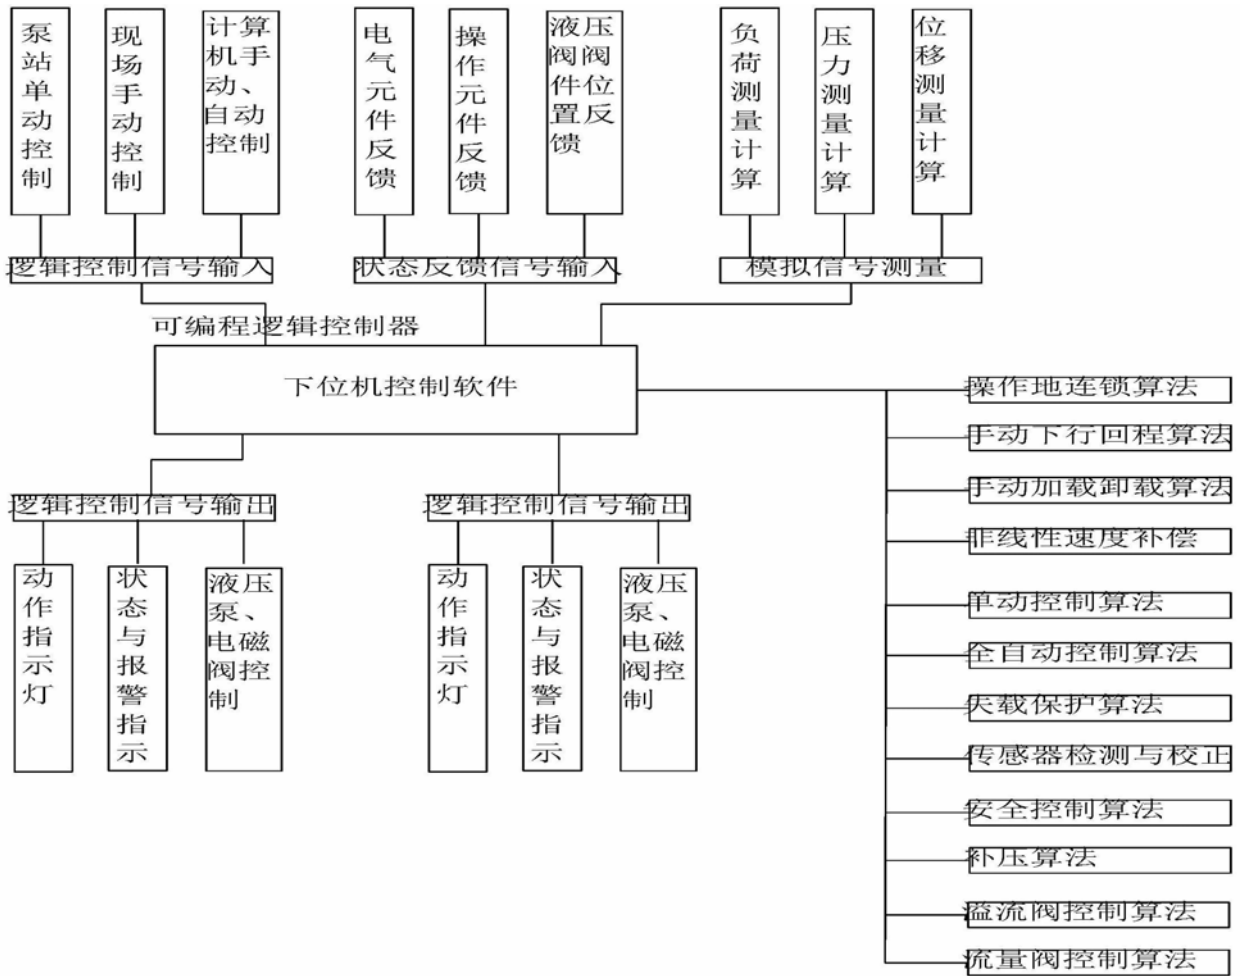 泵站单动控制
现场手动控制
计算
机手
动、
自动
控制
电气元件反馈
操作元件反馈
液压
阀阀
件位
置反
馈
负荷测量计算
压力测量计算
位移测量计算
逻辑控制信号输入
状态反馈信号输入
模拟信号测量
可编程逻辑控制器
下位机控制软件
逻辑控制信号输出
逻辑控制信号输出
动作指示灯
状态与报警指示
液压
泵、
电磁
阀控
制
动作指示灯
状态与报警指示
液压
泵、
电磁
阀控
制
操作地连锁算法
手动下行回程算法
手动加载卸载算法
非线性速度补偿
单动控制算法
全自动控制算法
失载保护算法
传感器检测与校正
安全控制算法
补压算法
溢流阀控制算法
流量阀控制算法